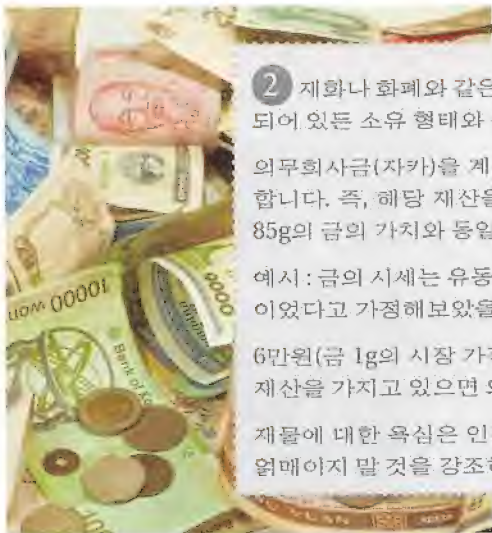 2 재화나 화폐와 같은
되어 있든 소유 형태와
의무희사금(자카)을 계
합니다. 즉, 해당 재산을
85g의 금의 가치와 동일
예시 : 금의 시세는 유동
이었다고 가정해보았을
6만원(금 1g의 시장 가
재산을 가지고 있으면
재물에 대한 욕심은 인
얽매이지 말 것을 강조하
10000 won
Bank of Ko
10000